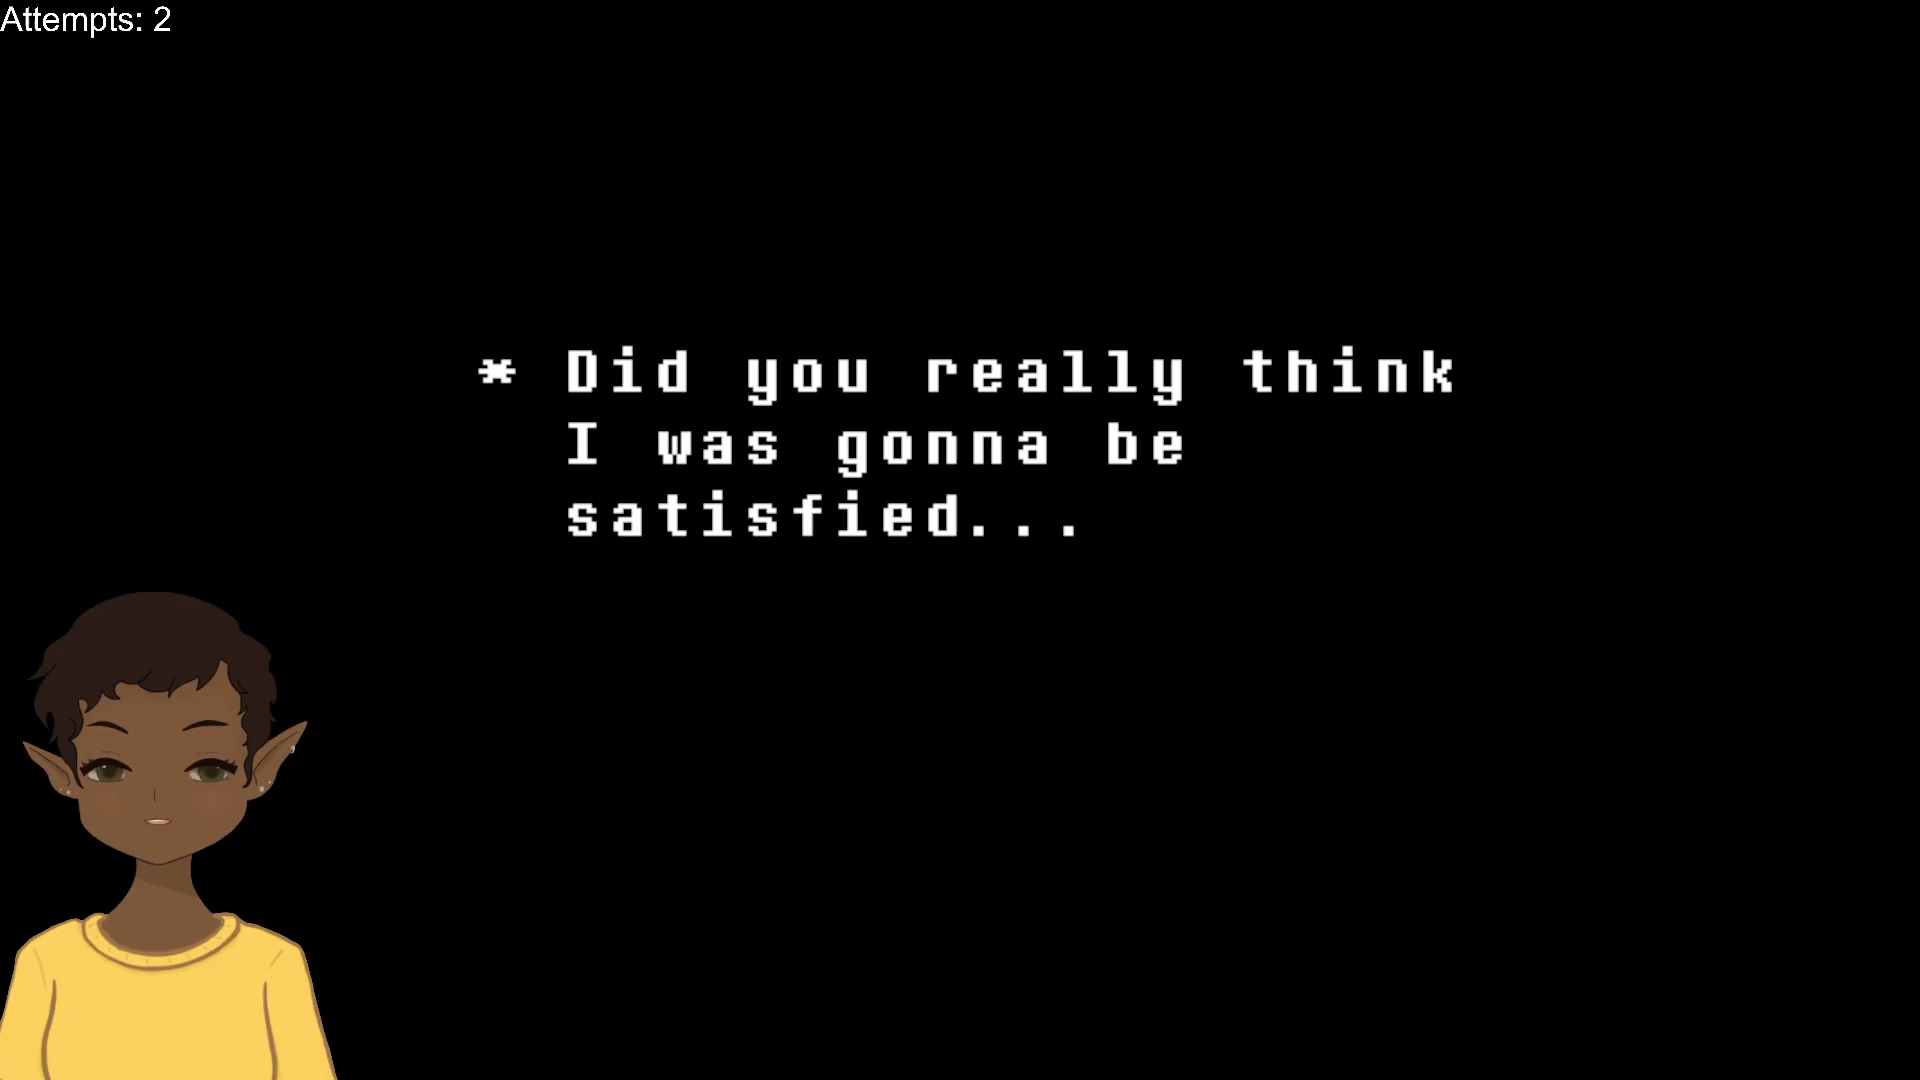 Attempts: 2
* Did you really think
I was gonna be
satisfied...